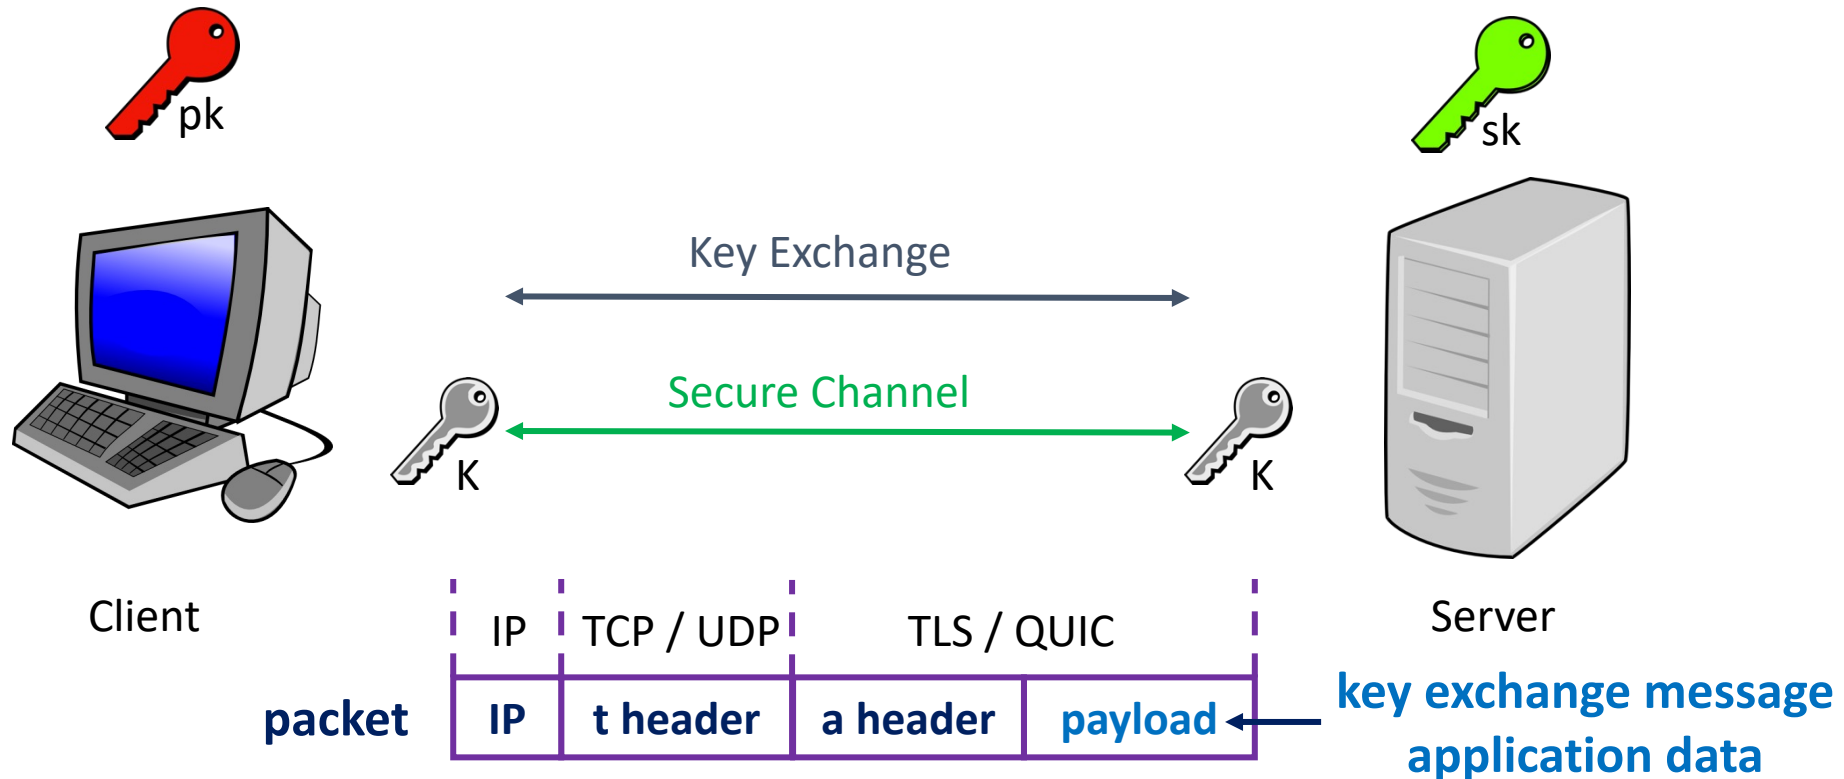 pk
sk
Key Exchange
Secure Channel
K
K
Client
Server
IP
TCP / UDP
TLS / QUIC
packet
IP
t header
a header
payload
key exchange message
application data